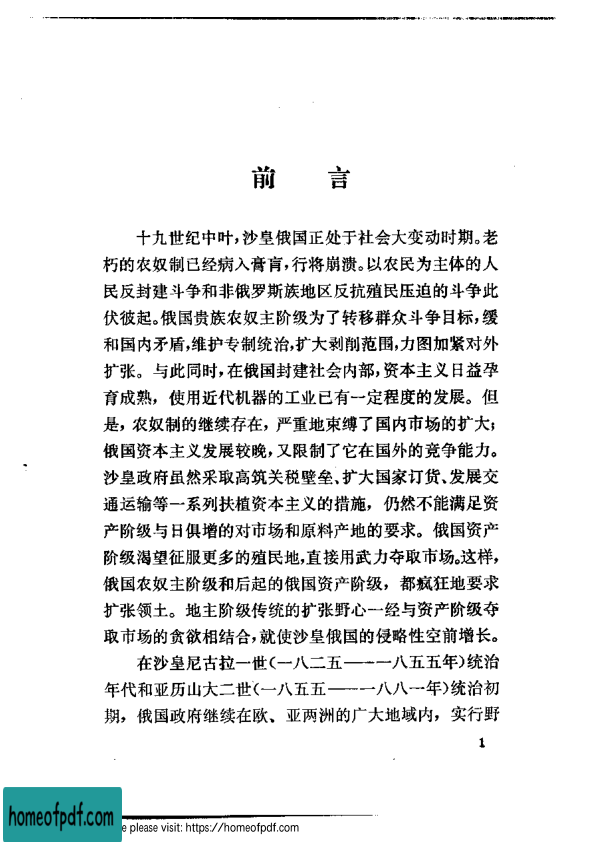 前 言
十九世纪中叶,沙皇俄国正处于社会大变动时期。老
朽的农奴制已经病入膏肓,行将崩溃。以农民为主体的人
民反封建斗争和非俄罗斯族地区反抗殖民压迫的斗争此
伏彼起。俄国贵族农奴主阶级为了转移群众斗争目标,缓
和国内矛盾,维护专制统治,扩大剥削范围,力图加紧对外
扩张。与此同时,在俄国封建社会内部,资本主义日益孕
育成熟,使用近代机器的工业已有一定程度的发展。但
是,农奴制的继续存在,严重地束缚了国内市场的扩大;
俄国资本主义发展较晚,又限制了它在国外的竞争能力。
沙皇政府虽然采取高筑关税壁垒、扩大国家订货、发展交
通运输等一系列扶植资本主义的措施,仍然不能满足资
产阶级与日俱增的对市场和原料产地的要求。俄国资产
阶级渴望征服更多的殖民地,直接用武力夺取市场。这样,
俄国农奴主阶级和后起的俄国资产阶级,都疯狂地要求
扩张领土。地主阶级传统的扩张野心一经与资产阶级夺
取市场的贪欲相结合,就使沙皇俄国的侵略性空前增长。
在沙皇尼古拉一世(一八二五——一八五五年)统治
年代和亚历山大二世(一八五五——一八八一年)统治初
期,俄国政府继续在欧、亚两洲的广大地域内,实行野
1
homeofpdf.com
e please visit: https://homeofpdf.com